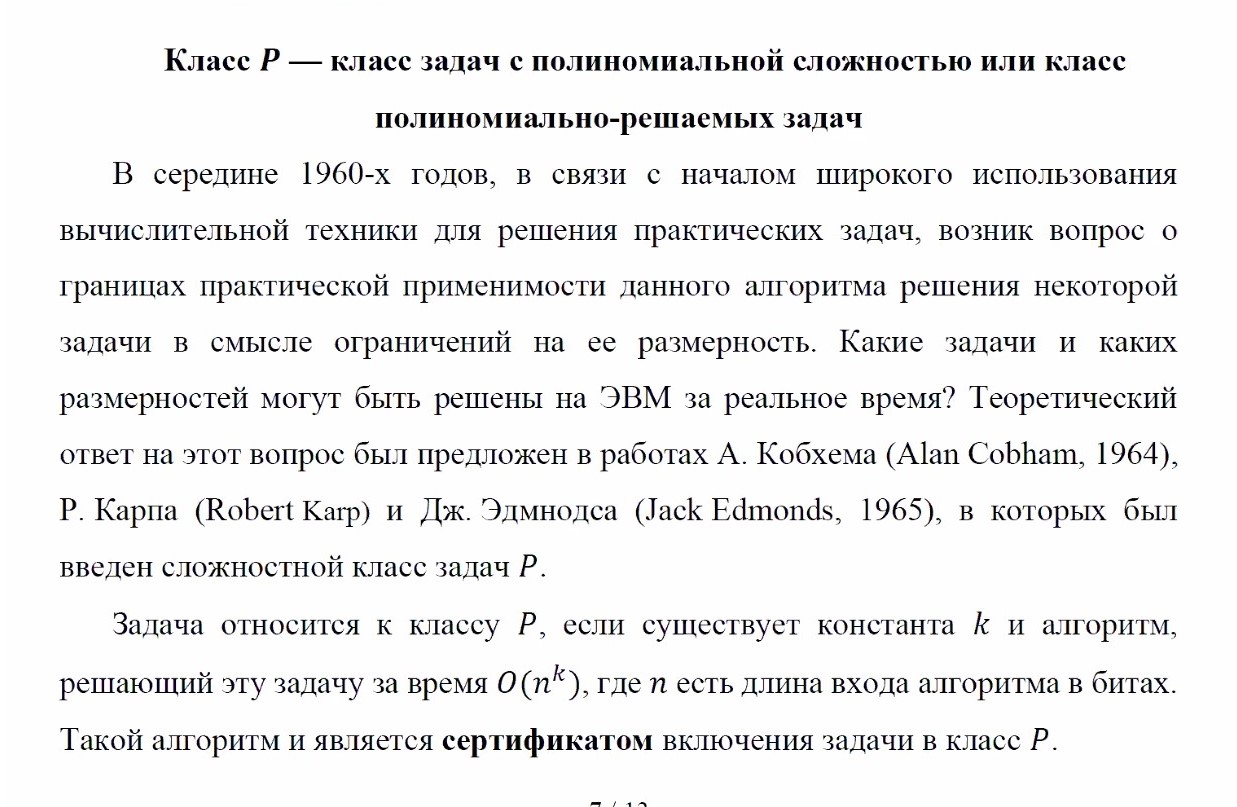 Класс P — класс задач с полиномиальной сложностью или класс
полиномиально-решаемых задач
В середине 1960-х годов, в связи с началом широкого использования
вычислительной техники для решения практических задач, возник вопрос о
границах практической применимости данного алгоритма решения некоторой
задачи в смысле ограничений на ее размерность. Какие задачи и каких
размерностей могут быть решены на ЭВМ за реальное время? Теоретический
ответ на этот вопрос был предложен в работах А. Кобхема (Alan Cobham, 1964),
Р. Карпа (Robert Karp) и Дж. Эдмнодса (Jack Edmonds, 1965), в которых был
введен сложностной класс задач P.
Задача относится к классу P, если существует константа k и алгоритм,
решающий эту задачу за время O(n^k), где n есть длина входа алгоритма в битах.
Такой алгоритм и является сертификатом включения задачи в класс P.